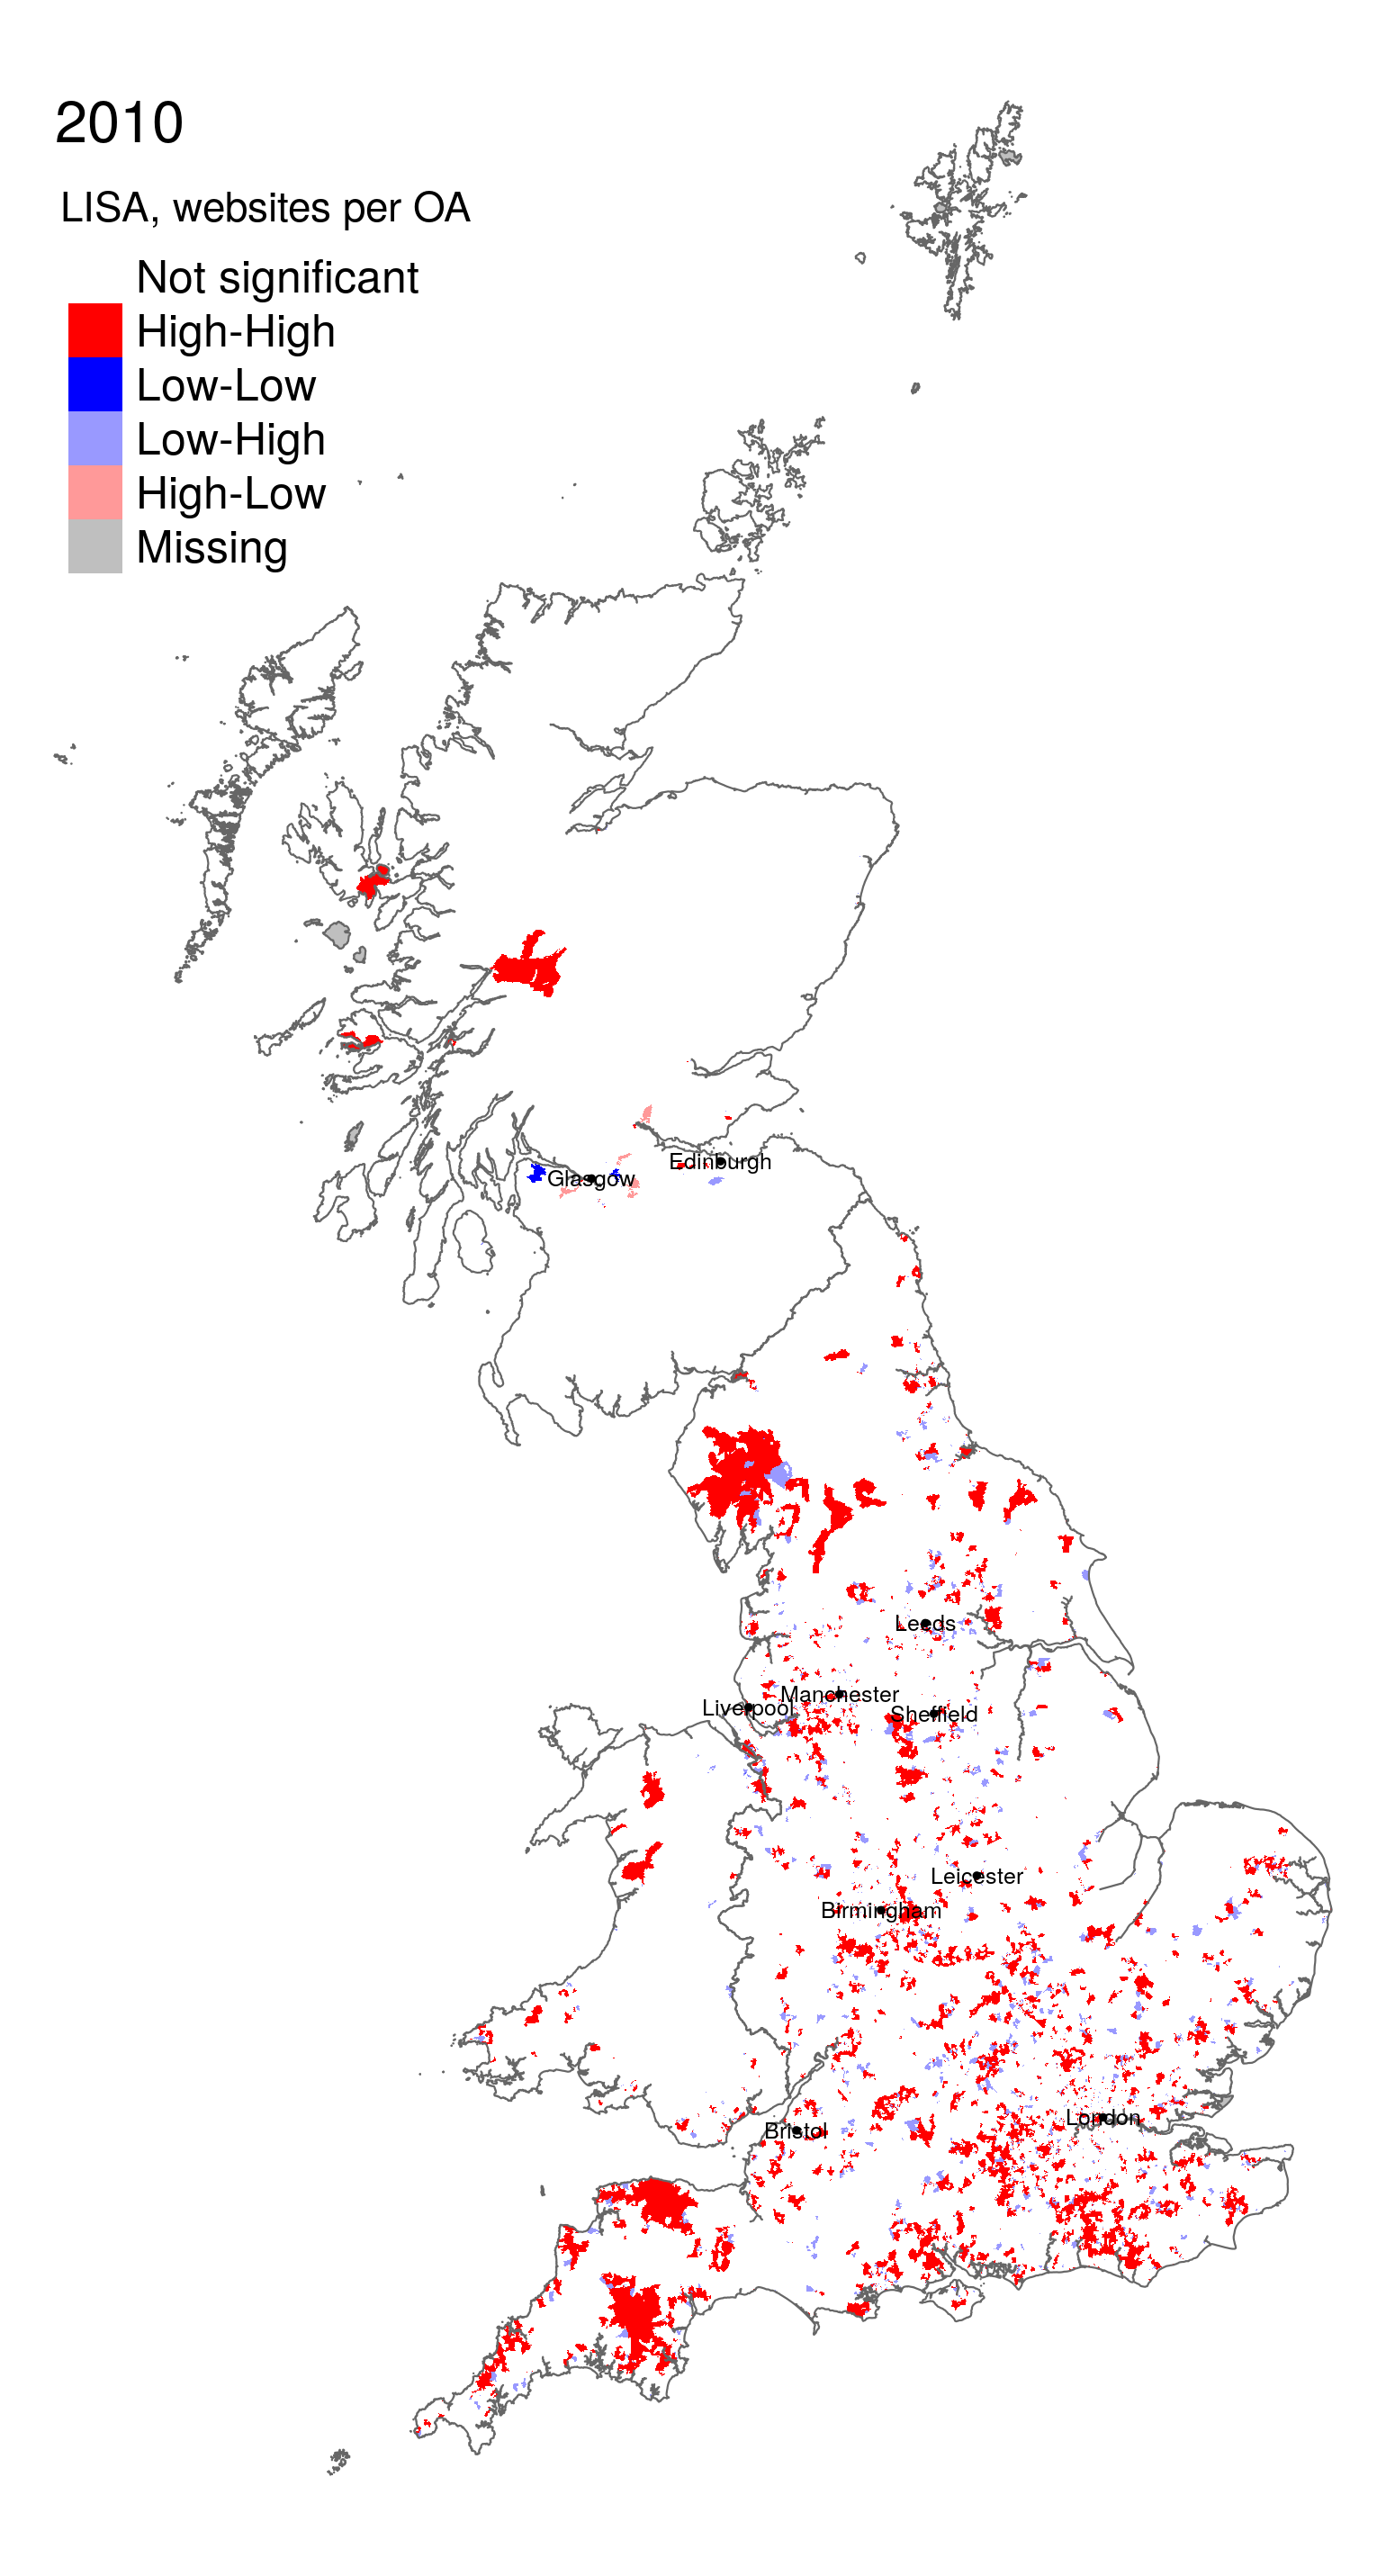 2010
LISA, websites per OA
Not significant
High-High
Low-Low
Low-High
High-Low
Missing
Edinburgh
Glasgow
Leeds
Manchester
Liverpool
Sheffield
Leicester
Birmingham
London
Bristol